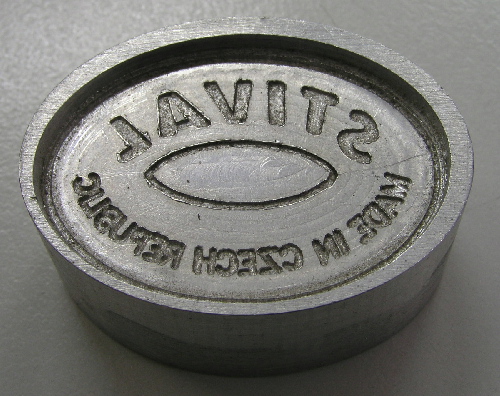 STIVAL
MADE IN CZECH REPUBLIC